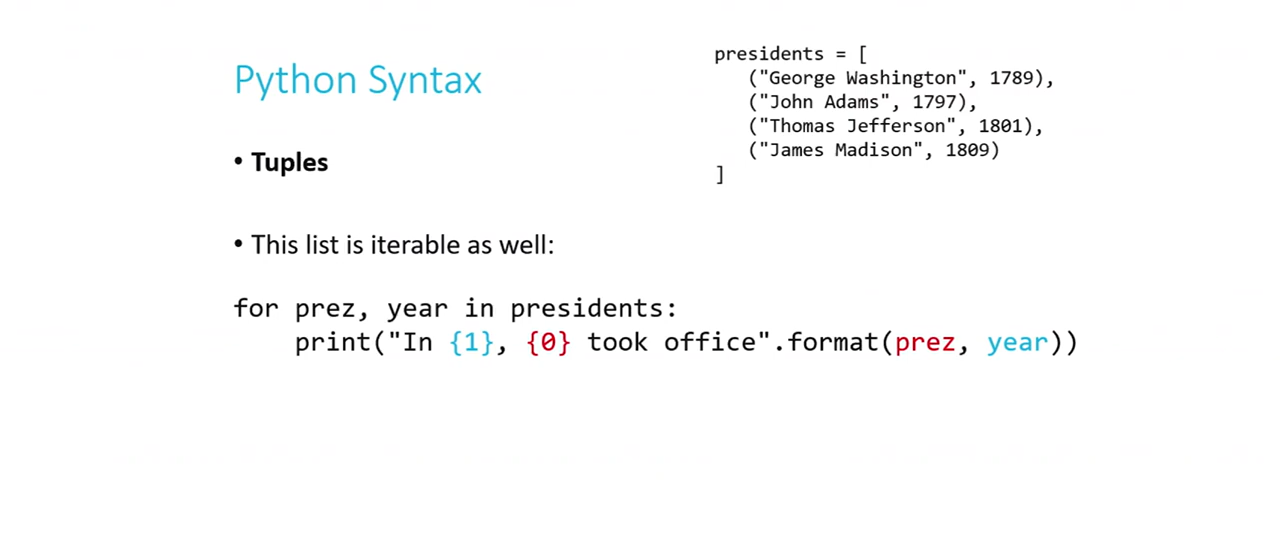 Python Syntax
• Tuples
presidents = [
("George Washington", 1789),
("John Adams", 1797),
("Thomas Jefferson", 1801),
("James Madison", 1809)
]
• This list is iterable as well:
for prez, year in presidents:
print("In {1}, {0} took office".format(prez, year))